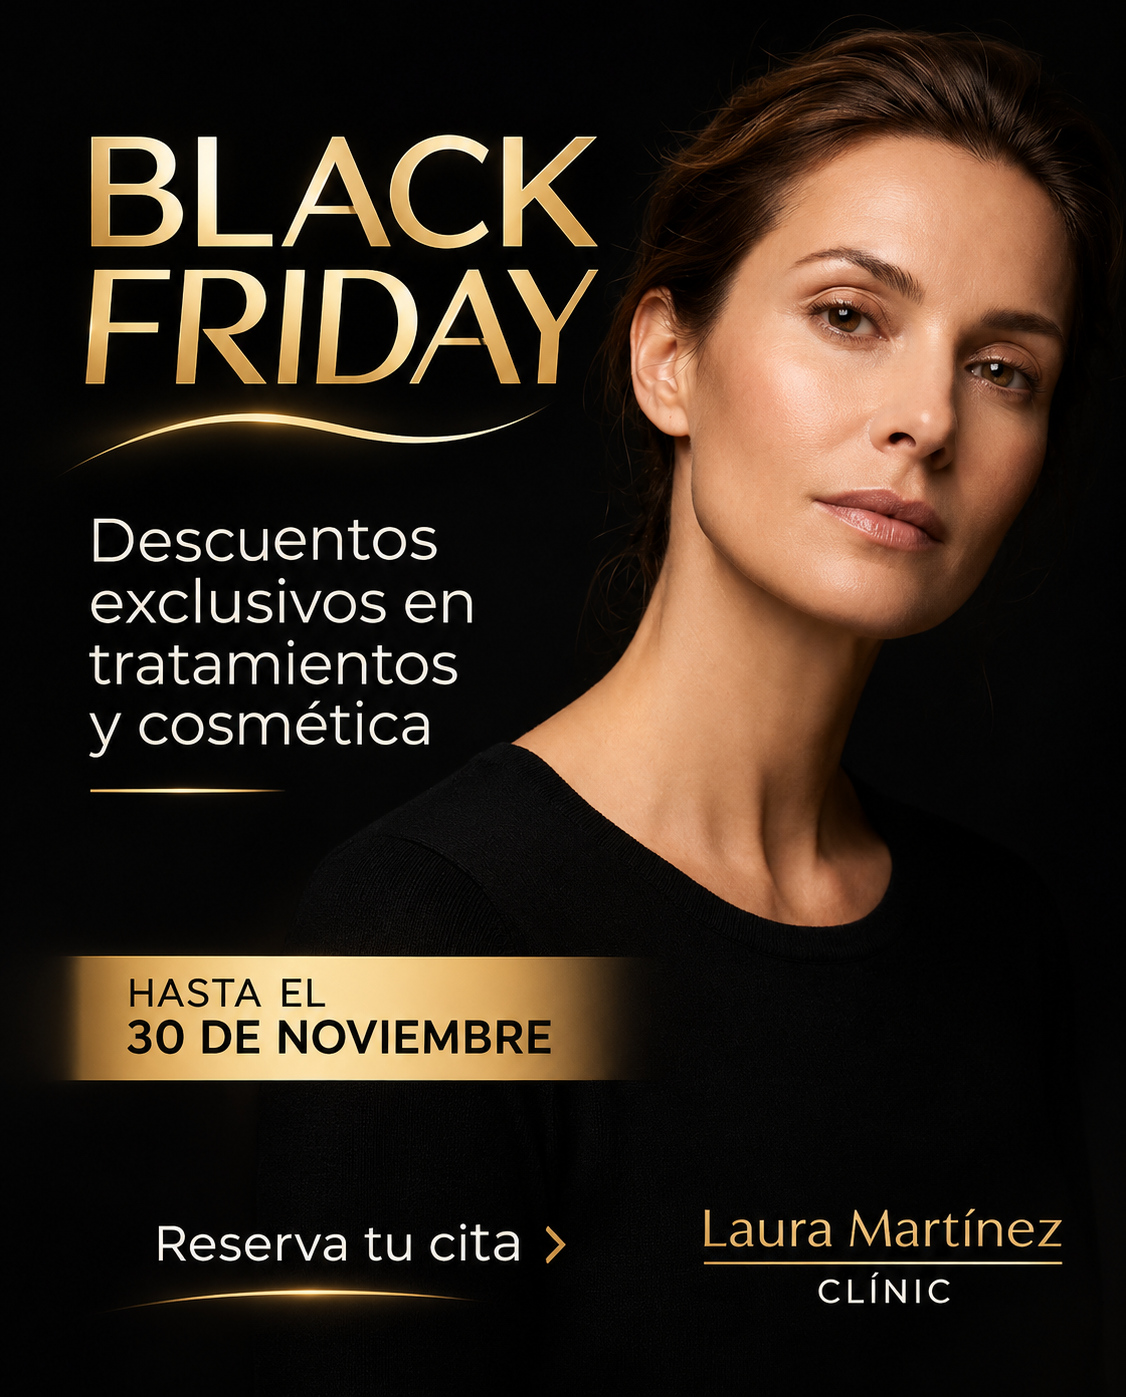 BLACK
FRIDAY
Descuentos
exclusivos en
tratamientos
y cosmética
HASTA EL
30 DE NOVIEMBRE
Reserva tu cita >
Laura Martínez
CLÍNIC